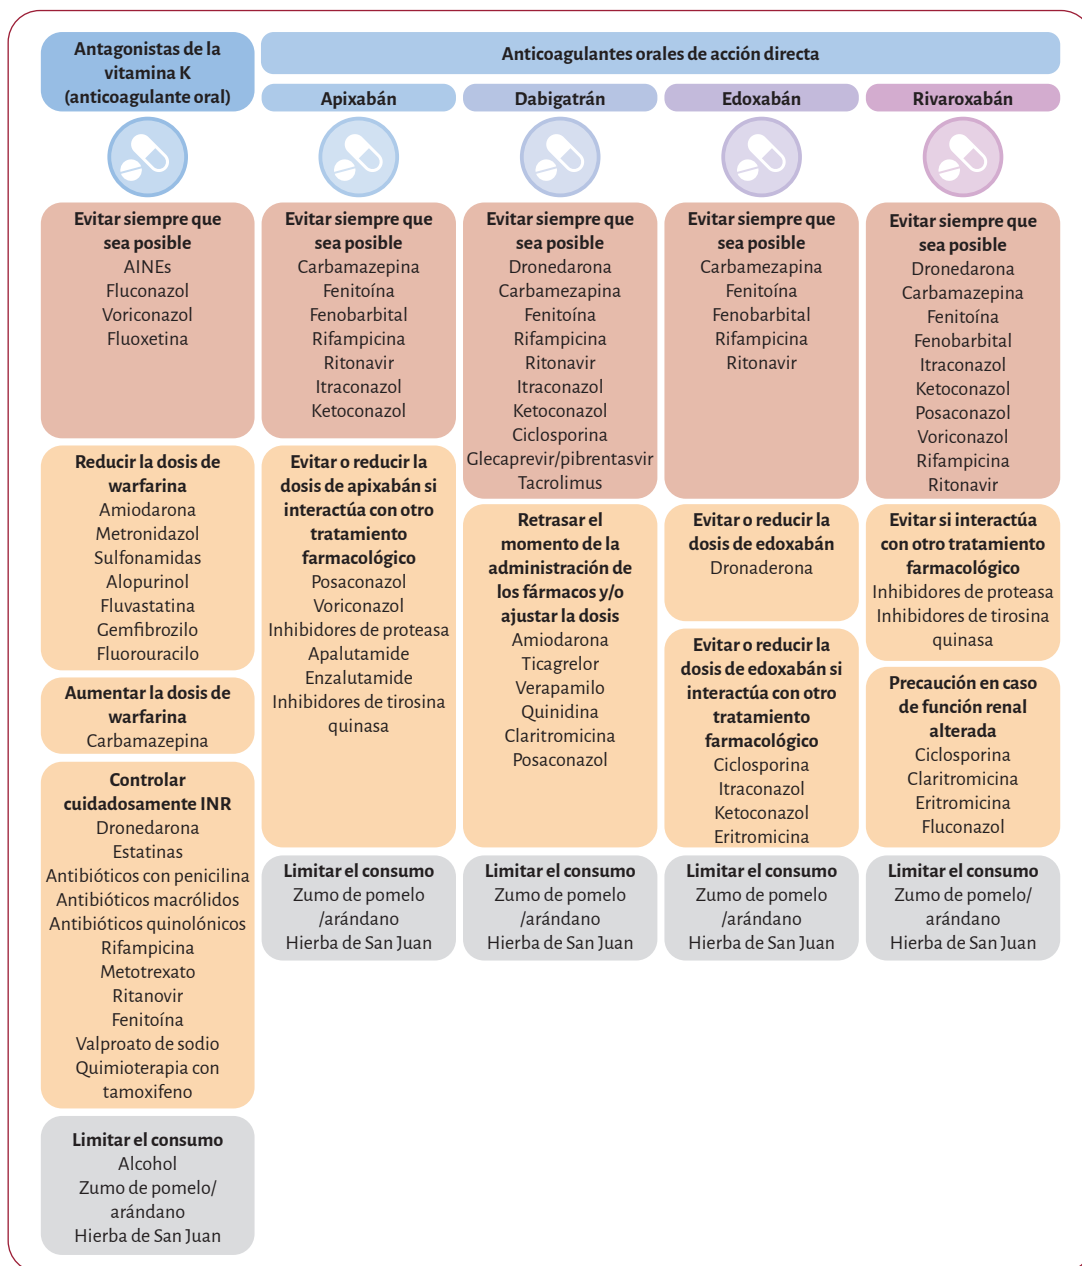 Antagonistas de la
vitamina K
(anticoagulante oral)
Evitar siempre que
sea posible
AINEs
Fluconazol
Voriconazol
Fluoxetina
Reducir la dosis de
warfarina
Amiodarona
Metronidazol
Sulfonamidas
Alopurinol
Fluvastatina
Gemfibrozilo
Fluorouracilo
Aumentar la dosis de
warfarina
Carbamazepina
Controlar
cuidadosamente INR
Dronedarona
Estatinas
Antibióticos con penicilina
Antibióticos macrólidos
Antibióticos quinolónicos
Rifampicina
Metotrexato
Ritanovir
Fenitoína
Valproato de sodio
Quimioterapia con
tamoxifeno
Limitar el consumo
Alcohol
Zumo de pomelo/
arándano
Hierba de San Juan
Anticoagulantes orales de acción directa
Apixabán
Evitar siempre que
sea posible
Carbamazepina
Fenitoína
Fenobarbital
Rifampicina
Ritonavir
Itraconazol
Ketoconazol
Evitar o reducir la
dosis de apixabán si
interactúa con otro
tratamiento
farmacológico
Posaconazol
Voriconazol
Inhibidores de proteasa
Apalutamide
Enzalutamide
Inhibidores de tirosina
quinasa
Limitar el consumo
Zumo de pomelo
/arándano
Hierba de San Juan
Dabigatrán
Evitar siempre que
sea posible
Dronedarona
Carbamezapina
Fenitoína
Rifampicina
Ritonavir
Itraconazol
Ketoconazol
Ciclosporina
Glecaprevir/pibrentasvir
Tacrolimus
Retrasar el
momento de la
administración de
los fármacos y/o
ajustar la dosis
Amiodarona
Ticagrelor
Verapamilo
Quinidina
Claritromicina
Posaconazol
Limitar el consumo
Zumo de pomelo
/arándano
Hierba de San Juan
Edoxabán
Evitar siempre que
sea posible
Carbamezapina
Fenitoína
Fenobarbital
Rifampicina
Ritonavir
Evitar o reducir la
dosis de edoxabán
Dronaderona
Evitar o reducir la
dosis de edoxabán si
interactúa con otro
tratamiento
farmacológico
Ciclosporina
Itraconazol
Ketoconazol
Eritromicina
Limitar el consumo
Zumo de pomelo
/arándano
Hierba de San Juan
Rivaroxabán
Evitar siempre que
sea posible
Dronedarona
Carbamazepina
Fenitoína
Fenobarbital
Itraconazol
Ketoconazol
Posaconazol
Voriconazol
Rifampicina
Ritonavir
Evitar si interactúa
con otro tratamiento
farmacológico
Inhibidores de proteasa
Inhibidores de tirosina
quinasa
Precaución en caso
de función renal
alterada
Ciclosporina
Claritromicina
Eritromicina
Fluconazol
Limitar el consumo
Zumo de pomelo/
arándano
Hierba de San Juan